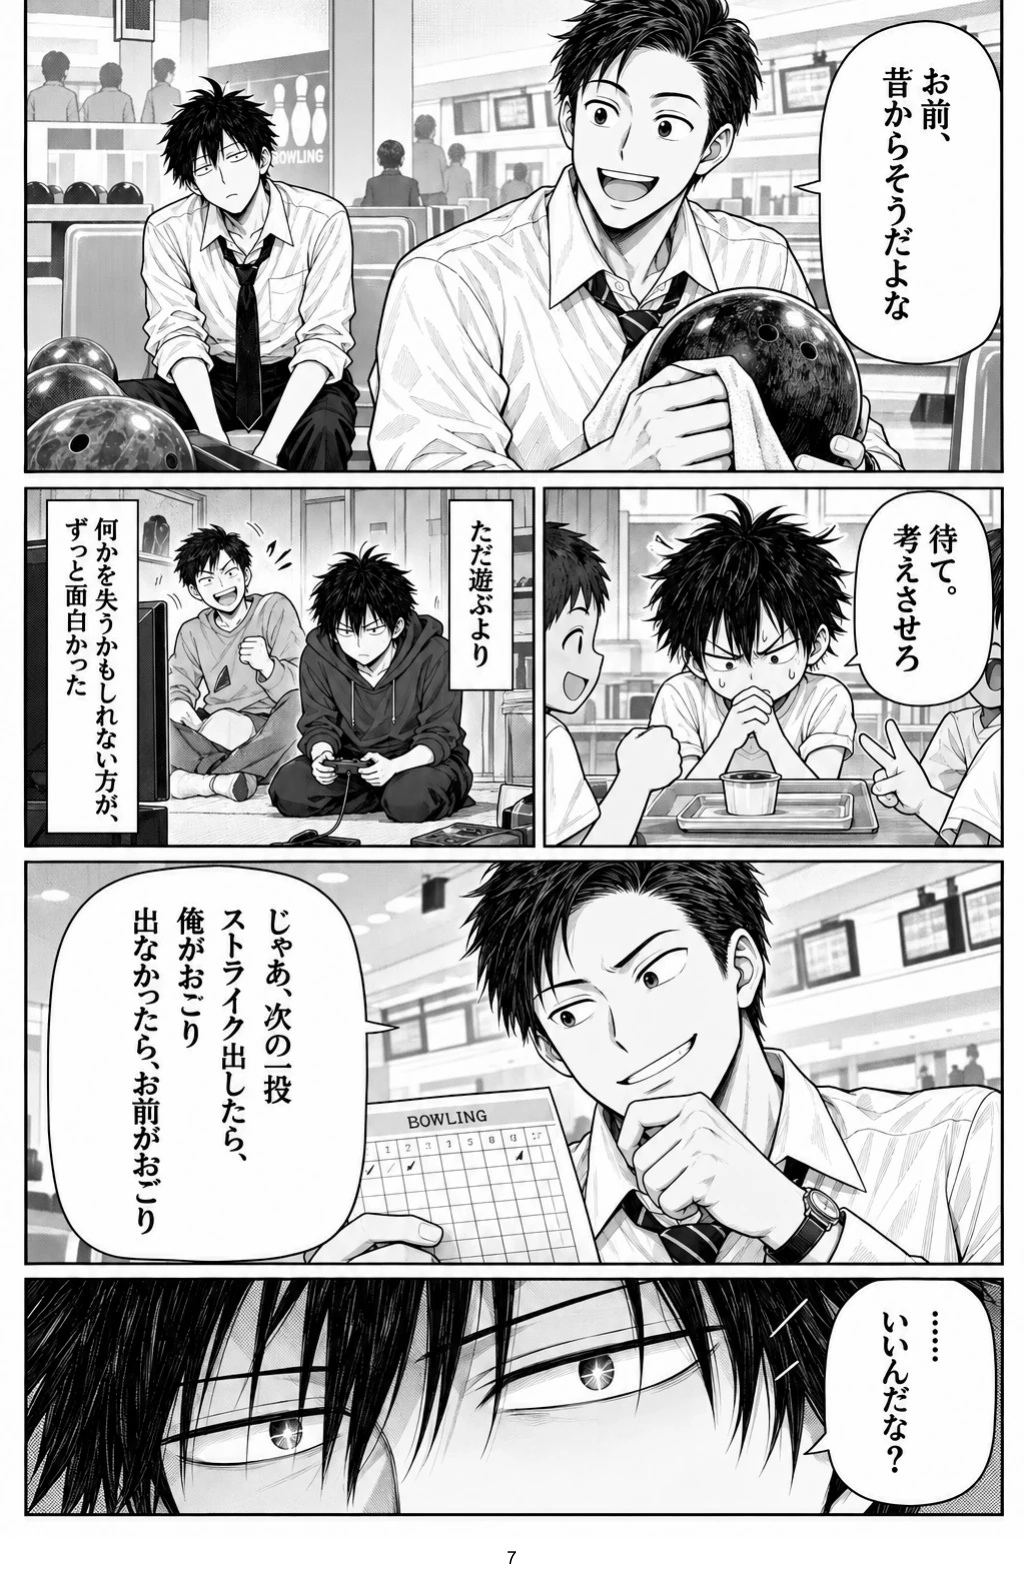 お前、
昔からそうだよな
BOWLING
待て。
考えさせろ
ただ遊ぶより
何かを失うかもしれない方が、
ずっと面白かった
じゃあ、次の一投
ストライク出したら、
俺がおごり
出なかったら、お前がおごり
BOWLING
……
いいんだな？
7